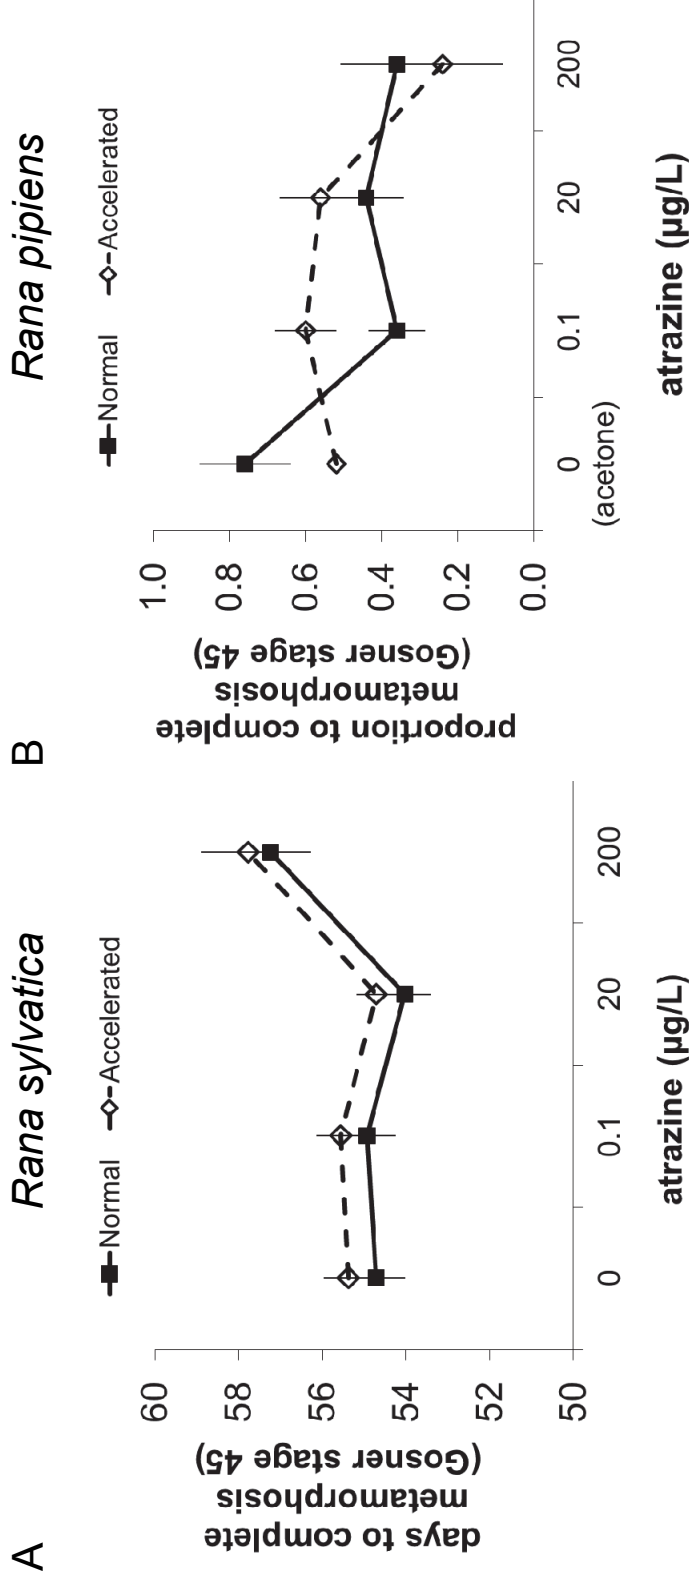 A
Rana sylvatica
Normal
Accelerated
days to complete
metamorphosis
(Gosner stage 45)
60
58
56
54
52
50
0
0.1
20
200
atrazine (µg/L)
B
Rana pipiens
Normal
Accelerated
proportion to complete
metamorphosis
(Gosner stage 45)
1.0
0.8
0.6
0.4
0.2
0.0
0
(acetone)
0.1
20
200
atrazine (µg/L)